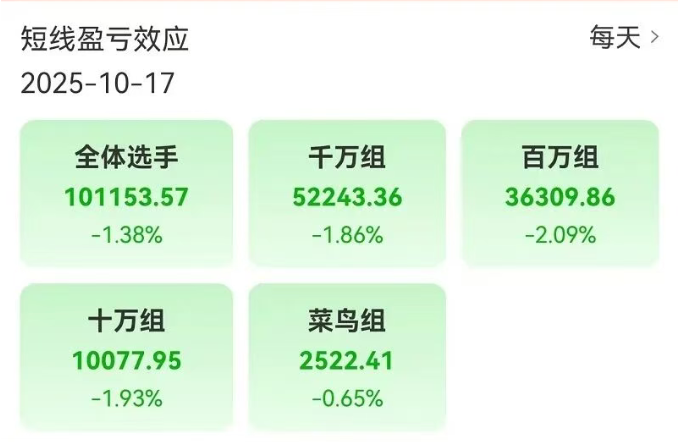 短线盈亏效应
每天 >
2025-10-17
全体选手
101153.57
-1.38%
千万组
52243.36
-1.86%
百万组
36309.86
-2.09%
十万组
10077.95
-1.93%
菜鸟组
2522.41
-0.65%